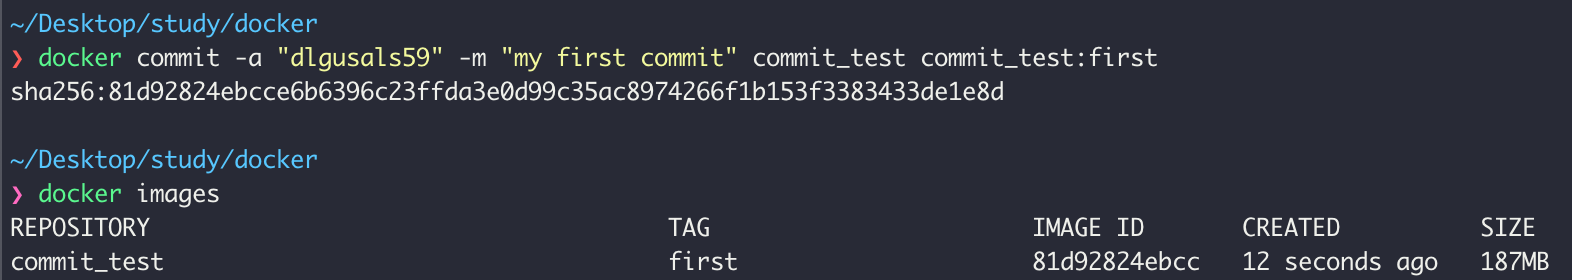 ~/Desktop/study/docker
❯ docker commit -a "dlgusals59" -m "my first commit" commit_test commit_test:first
sha256:81d92824ebcce6b6396c23ffda3e0d99c35ac8974266f1b153f3383433de1e8d
~/Desktop/study/docker
❯ docker images
REPOSITORY TAG IMAGE ID CREATED SIZE
commit_test first 81d92824ebcc 12 seconds ago 187MB